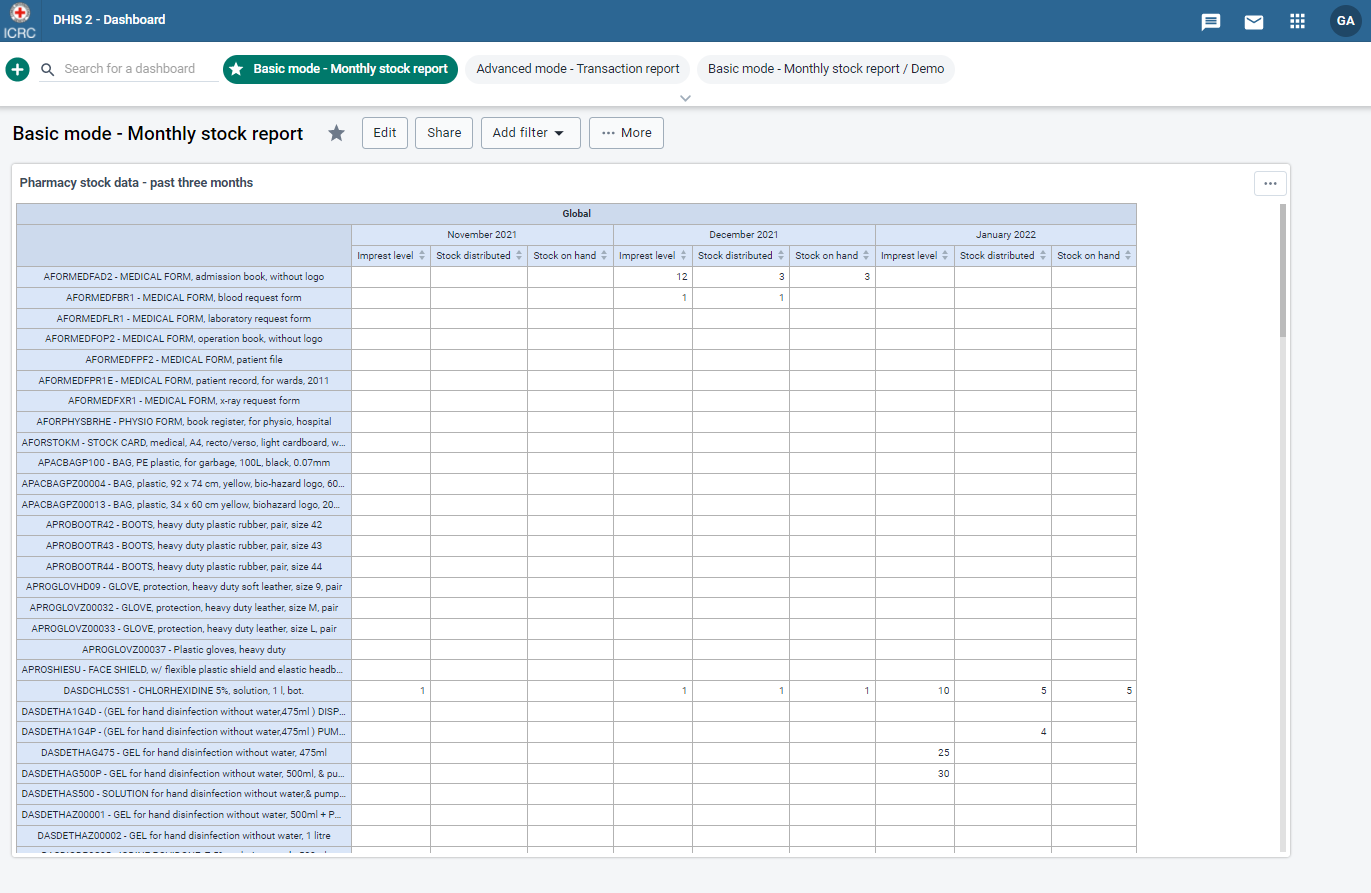 ICRC
DHIS 2 - Dashboard
GA
Search for a dashboard
Basic mode - Monthly stock report
Advanced mode - Transaction report
Basic mode - Monthly stock report / Demo
Basic mode - Monthly stock report
Edit
Share
Add filter
More
Pharmacy stock data - past three months
Global
November 2021 December 2021 January 2022
Imprest level Stock distributed Stock on hand Imprest level Stock distributed Stock on hand Imprest level Stock distributed Stock on hand
AFORMEDFAD2 - MEDICAL FORM, admission book, without logo 12 3 3
AFORMEDFBR1 - MEDICAL FORM, blood request form 1 1
AFORMEDFLR1 - MEDICAL FORM, laboratory request form
AFORMEDFOP2 - MEDICAL FORM, operation book, without logo
AFORMEDFPF2 - MEDICAL FORM, patient file
AFORMEDFPR1E - MEDICAL FORM, patient record, for wards, 2011
AFORMEDFXR1 - MEDICAL FORM, x-ray request form
AFORPHYSBRHE - PHYSIO FORM, book register, for physio, hospital
AFORSTOKM - STOCK CARD, medical, A4, recto/verso, light cardboard, w...
APACBAGP100 - BAG, PE plastic, for garbage, 100L, black, 0.07mm
APACBAGPZ00004 - BAG, plastic, 92 x 74 cm, yellow, bio-hazard logo, 60...
APACBAGPZ00013 - BAG, plastic, 34 x 60 cm yellow, biohazard logo, 20...
APROBOOTR42 - BOOTS, heavy duty plastic rubber, pair, size 42
APROBOOTR43 - BOOTS, heavy duty plastic rubber, pair, size 43
APROBOOTR44 - BOOTS, heavy duty plastic rubber, pair, size 44
APROGLOVHD09 - GLOVE, protection, heavy duty soft leather, size 9, pair
APROGLOVZ00032 - GLOVE, protection, heavy duty leather, size M, pair
APROGLOVZ00033 - GLOVE, protection, heavy duty leather, size L, pair
APROGLOVZ00037 - Plastic gloves, heavy duty
APROSHIESU - FACE SHIELD, w/ flexible plastic shield and elastic headb...
DASDCHLC5S1 - CHLORHEXIDINE 5%, solution, 1 l, bot. 1 1 1 1 10 5 5
DASDETHA1G4D - (GEL for hand disinfection without water,475ml ) DISP...
DASDETHA1G4P - (GEL for hand disinfection without water,475ml ) PUM... 4
DASDETHAG475 - GEL for hand disinfection without water, 475ml 25
DASDETHAG500P - GEL for hand disinfection without water, 500ml, & pu... 30
DASDETHAS500 - SOLUTION for hand disinfection without water,& pump...
DASDETHAZ00001 - GEL for hand disinfection without water, 500ml + P...
DASDETHAZ00002 - GEL for hand disinfection without water, 1 litre